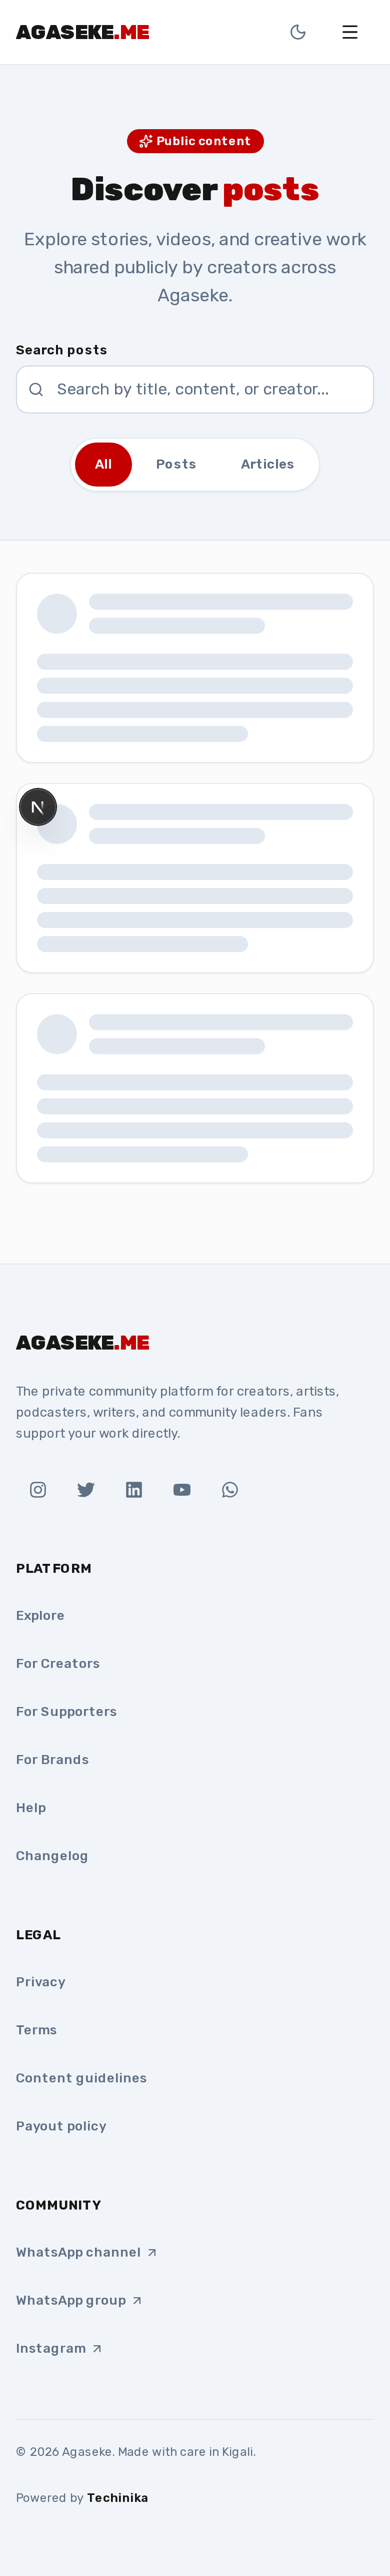 AGASEKE.ME
Public content
Discover posts
Explore stories, videos, and creative work
shared publicly by creators across
Agaseke.
Search posts
Search by title, content, or creator...
All Posts Articles
N
AGASEKE.ME
The private community platform for creators, artists,
podcasters, writers, and community leaders. Fans
support your work directly.
PLATFORM
Explore
For Creators
For Supporters
For Brands
Help
Changelog
LEGAL
Privacy
Terms
Content guidelines
Payout policy
COMMUNITY
WhatsApp channel
WhatsApp group
Instagram
© 2026 Agaseke. Made with care in Kigali.
Powered by Techinika